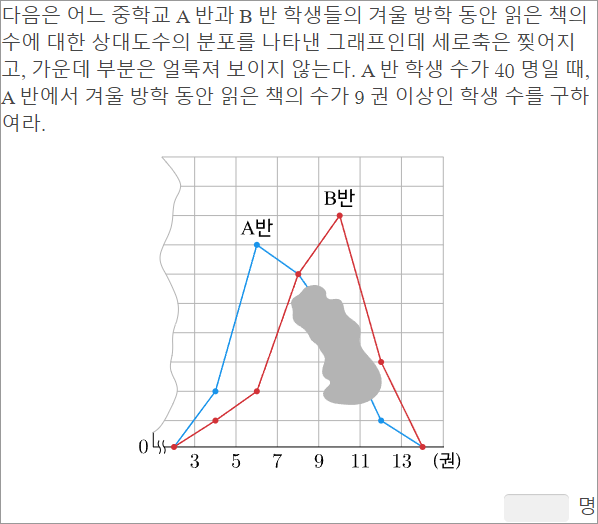 다음은 어느 중학교 A 반과 B 반 학생들의 겨울 방학 동안 읽은 책의
수에 대한 상대도수의 분포를 나타낸 그래프인데 세로축은 찢어지
고, 가운데 부분은 얼룩져 보이지 않는다. A 반 학생 수가 40 명일 때,
A 반에서 겨울 방학 동안 읽은 책의 수가 9 권 이상인 학생 수를 구하
여라.
B반
A반
0
3 5 7 9 11 13 (권)
명